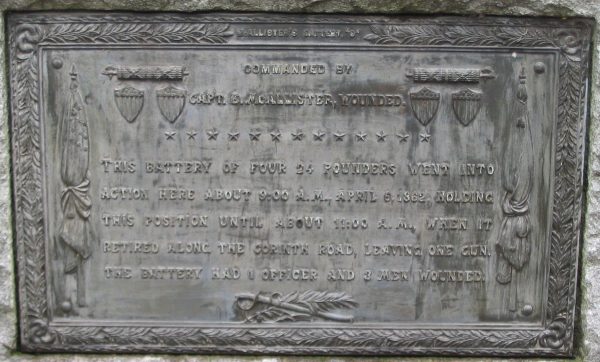 McALLISTER'S BATTERY, "D"
COMMANDED BY
CAPT. E. McALLISTER, WOUNDED.
THIS BATTERY OF FOUR 24 POUNDERS WENT INTO
ACTION HERE ABOUT 9:00 A.M., APRIL 6, 1862, HOLDING
THIS POSITION UNTIL ABOUT 11:00 A.M., WHEN IT
RETIRED ALONG THE CORINTH ROAD, LEAVING ONE GUN.
THE BATTERY HAD 1 OFFICER AND 3 MEN WOUNDED.